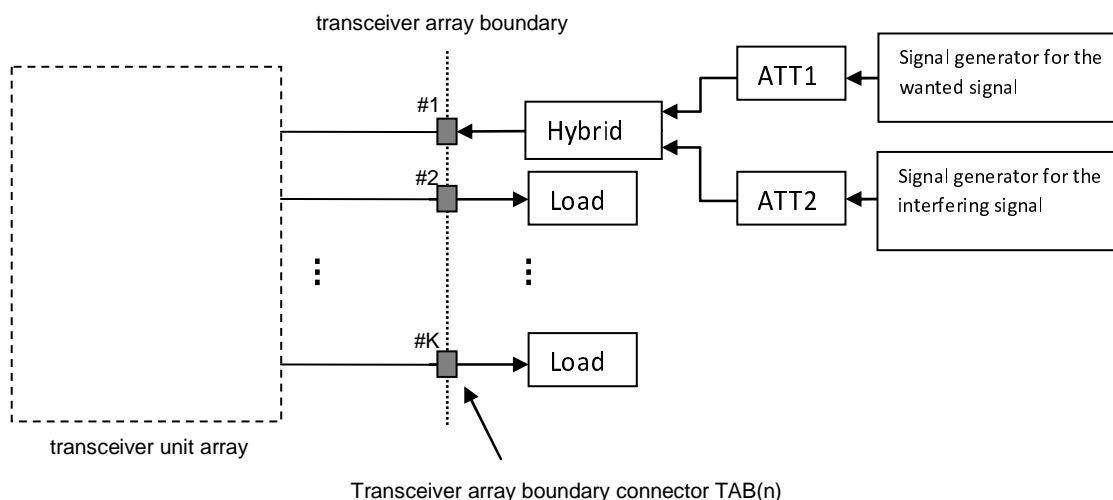 transceiver array boundary
Signal generator for the
wanted signal
ATT1
#1
Hybrid
#2
Load
ATT2
Signal generator for the
interfering signal
#K
Load
transceiver unit array
Transceiver array boundary connector TAB(n)